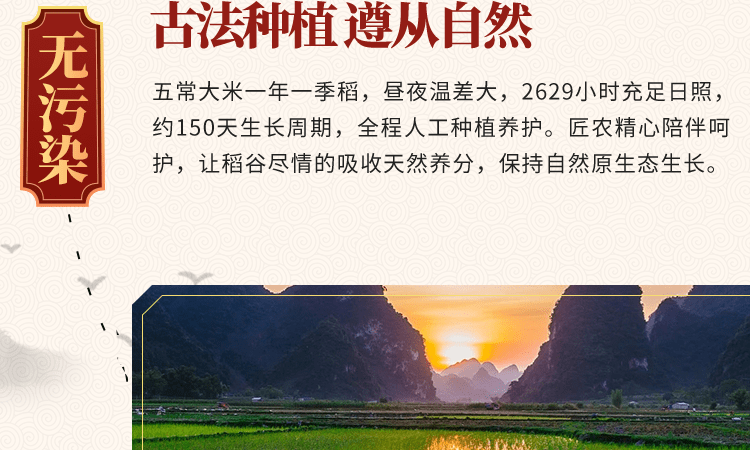 古法种植 遵从自然
无污染
五常大米一年一季稻，昼夜温差大，2629小时充足日照，
约150天生长周期，全程人工种植养护。匠农精心陪伴呵
护，让稻谷尽情的吸收天然养分，保持自然原生态生长。